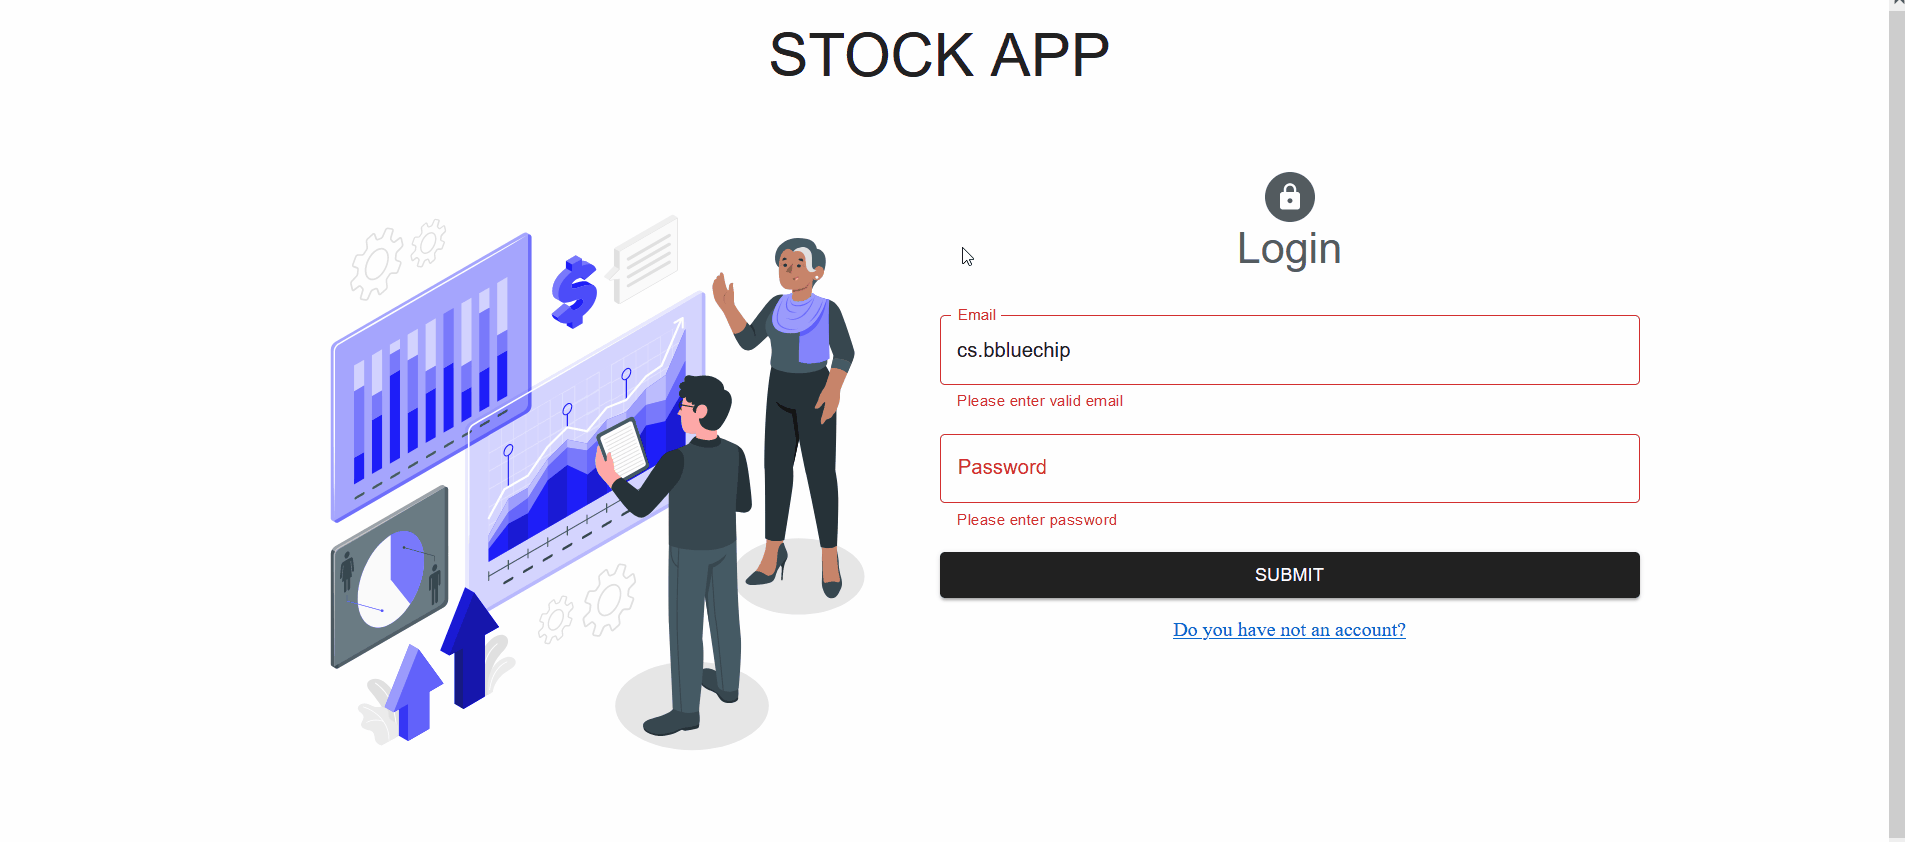 STOCK APP
Login
Email
cs.bbluechip
Please enter valid email
Password
Please enter password
SUBMIT
Do you have not an account?